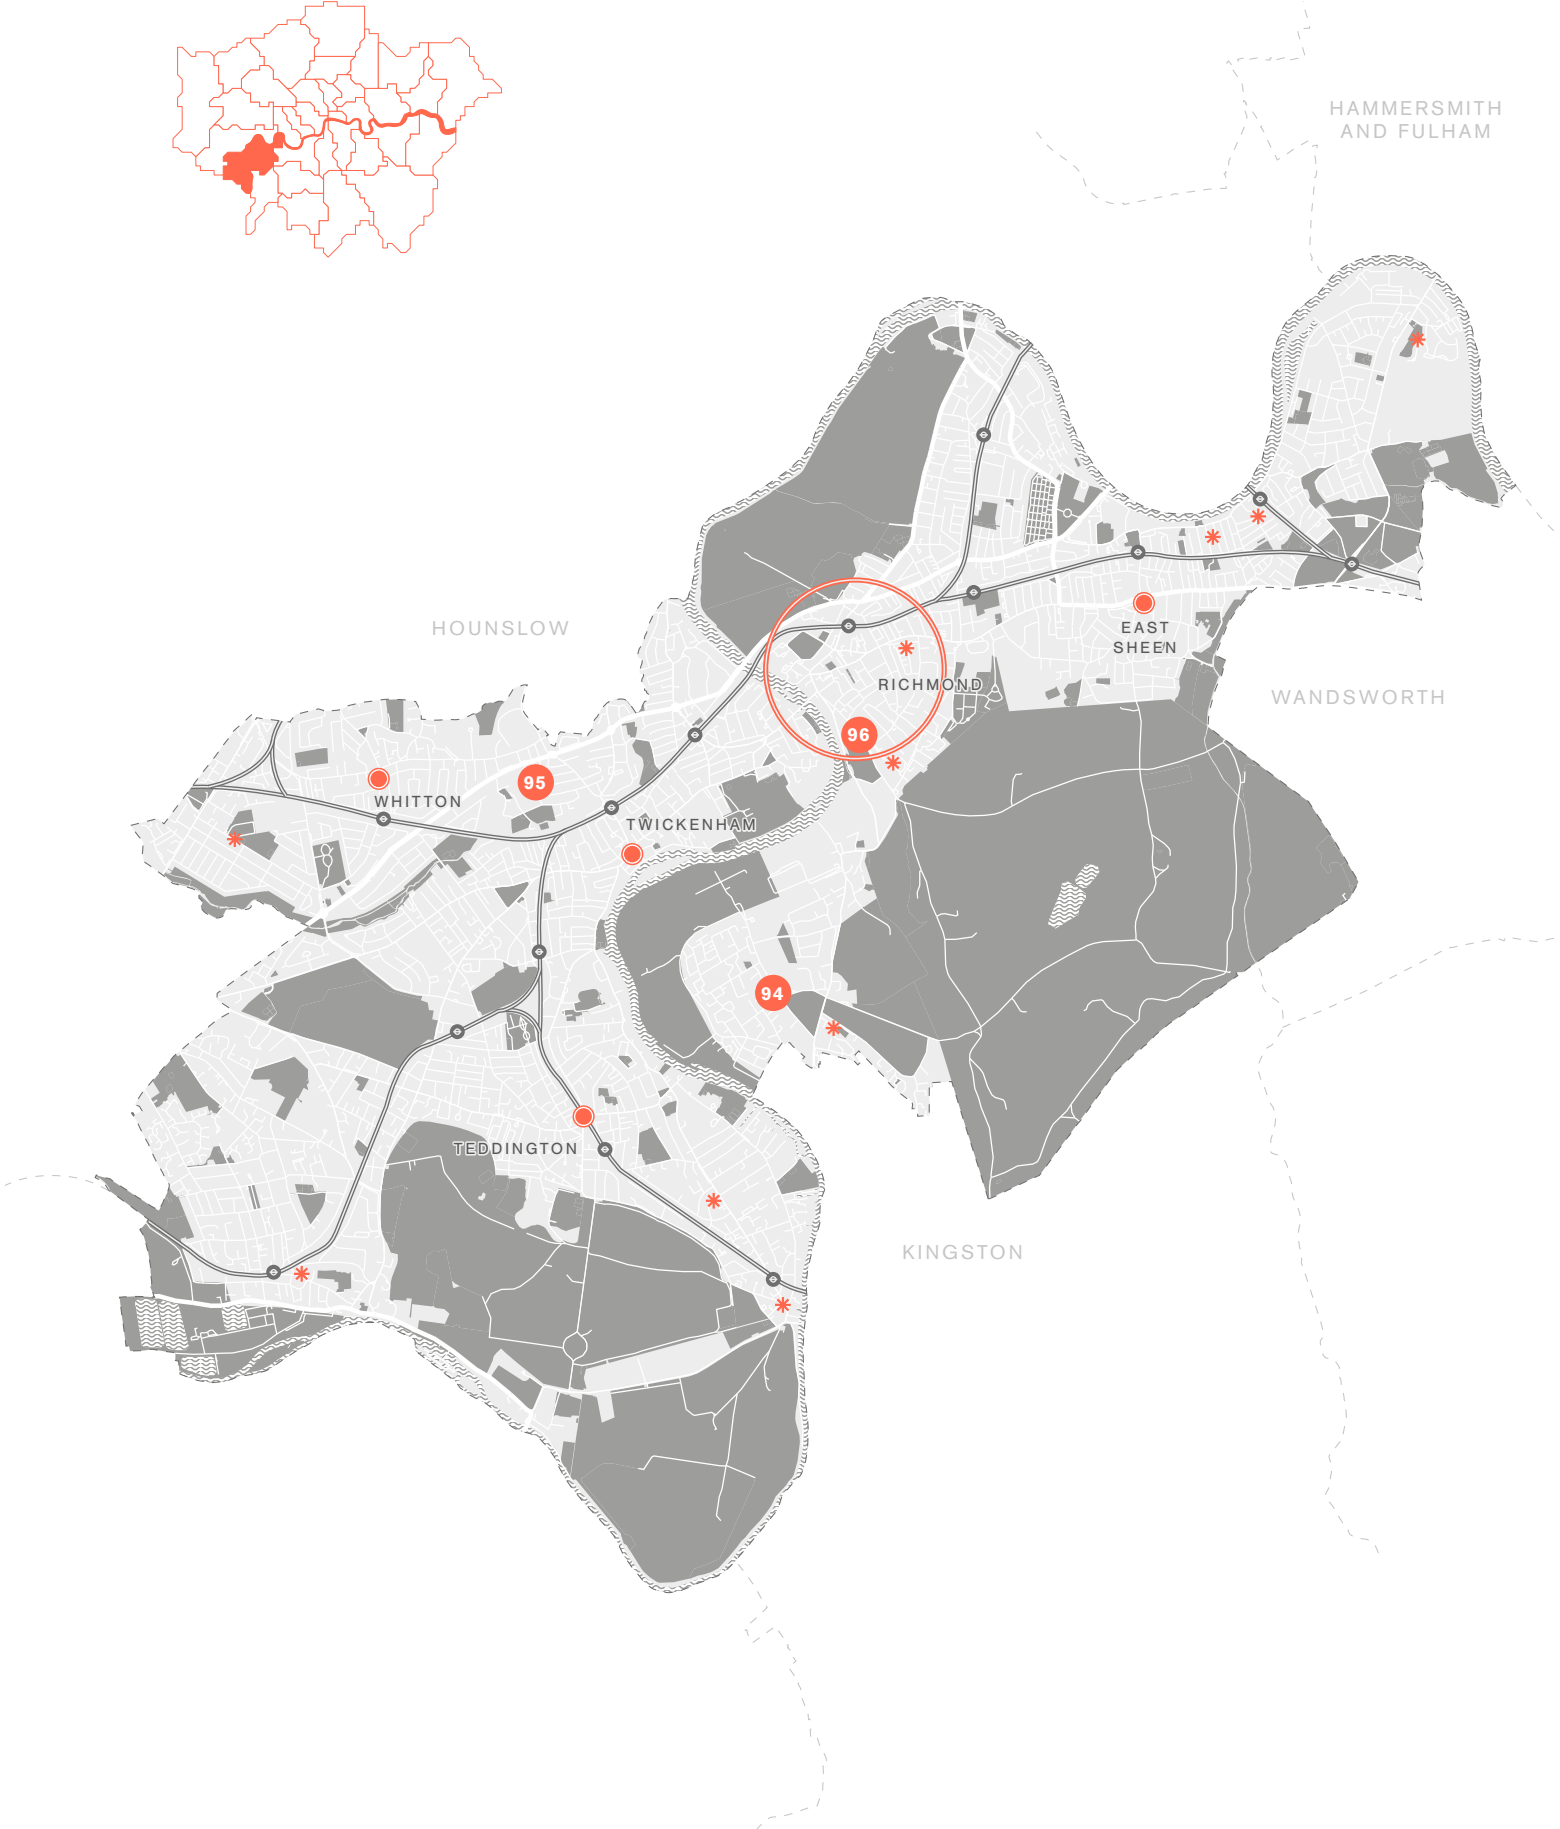 HAMMERSMITH
AND FULHAM
HOUNSLOW
EAST
SHEEN
RICHMOND
WANDSWORTH
96
95
WHITTON
TWICKENHAM
94
TEDDINGTON
KINGSTON